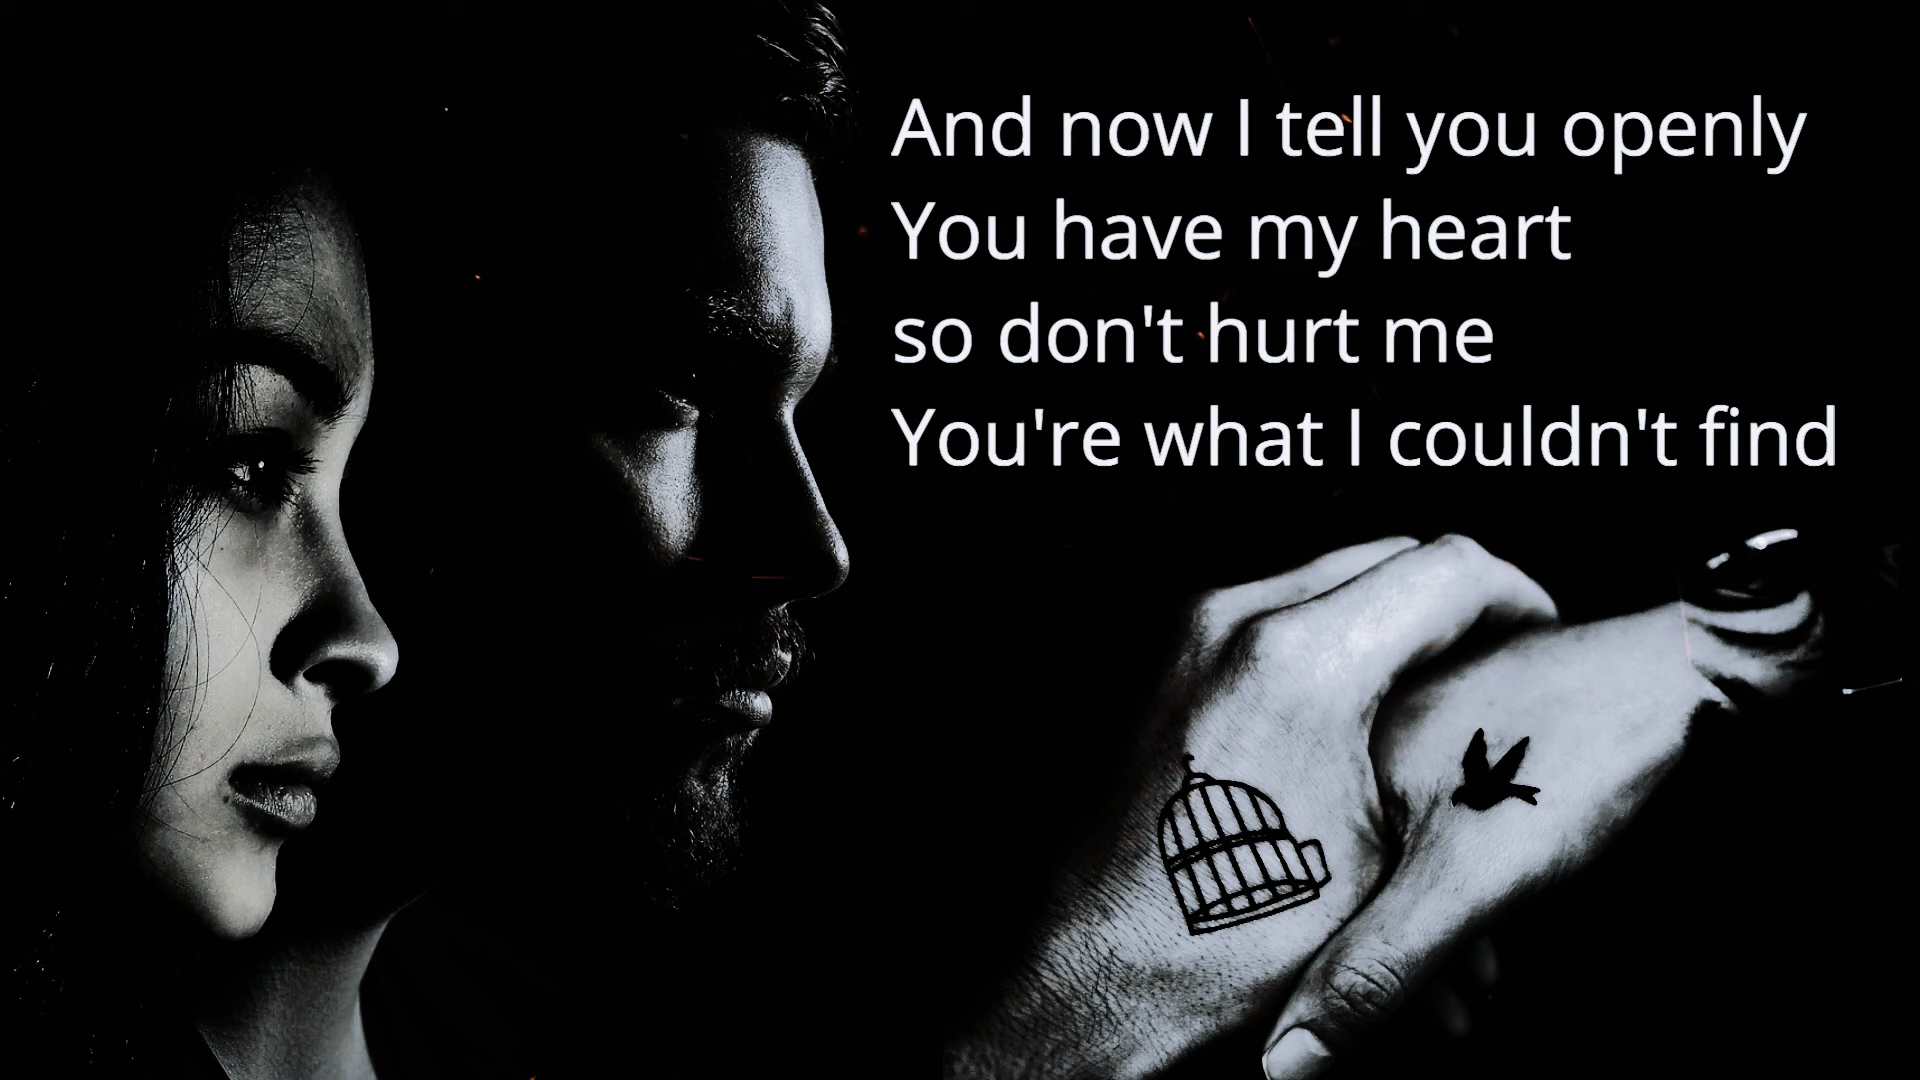 And now I tell you openly
You have my heart
so don't hurt me
You're what I couldn't find